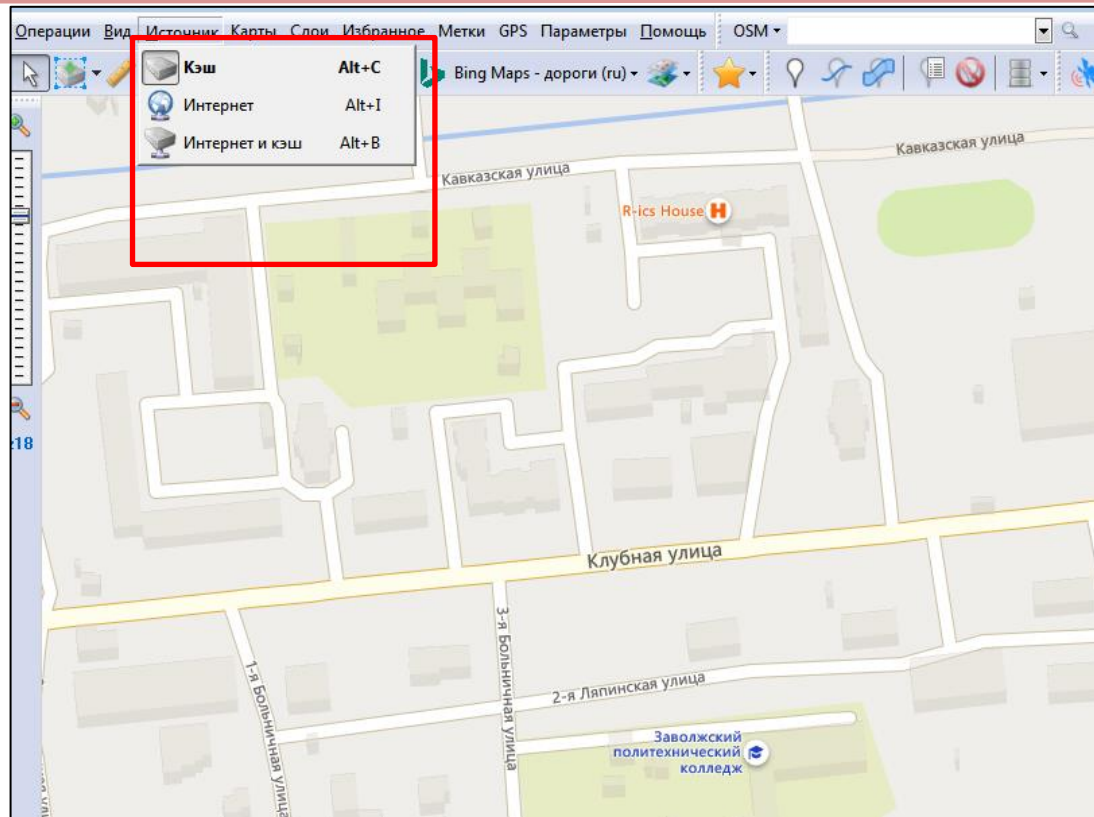 Операции Вид Источник Карты Слои Избранное Метки GPS Параметры Помощь OSM
Кэш Alt+C
Bing Maps - дороги (ru)
Интернет Alt+I
Интернет и кэш Alt+B
Кавказская улица
Кавказская улица
R-ics House H
z18
Клубная улица
3-я Больничная улица
1-я Больничная улица
2-я Ляпинская улица
Заволжский
политехнический
колледж